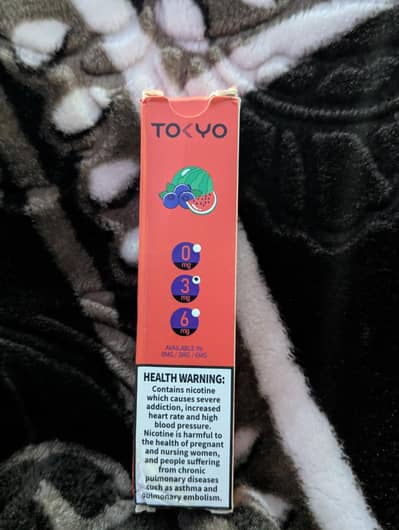 TOKYO
0
mg
3
mg
6
mg
AVAILABLE IN
0MG / 3MG / 6MG
HEALTH WARNING:
Contains nicotine
which causes severe
addiction, increased
heart rate and high
blood pressure.
Nicotine is harmful to
the health of pregnant
and nursing women,
and people suffering
from chronic
pulmonary diseases
such as asthma and
pulmonary embolism.